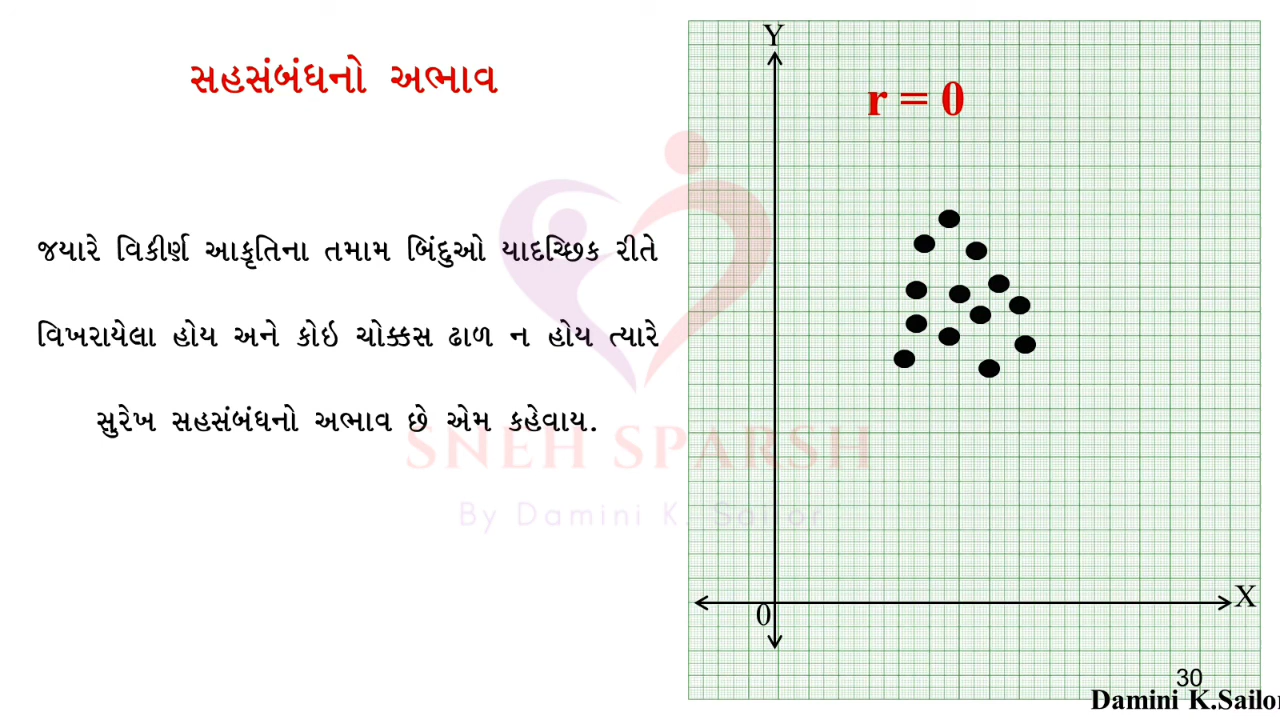 સહસંબંધનો અભાવ
જયારે વિકીર્ણ આકૃતિના તમામ બિંદુઓ યાદચ્છિક રીતે
વિખરાયેલા હોય અને કોઇ ચોક્કસ ઢાળ ન હોય ત્યારે
સુરેખ સહસંબંધનો અભાવ છે એમ કહેવાય.
SNEH SPARSH
By Damini K. Sailor
Y
r = 0
X
0
30
Damini K.Sailor